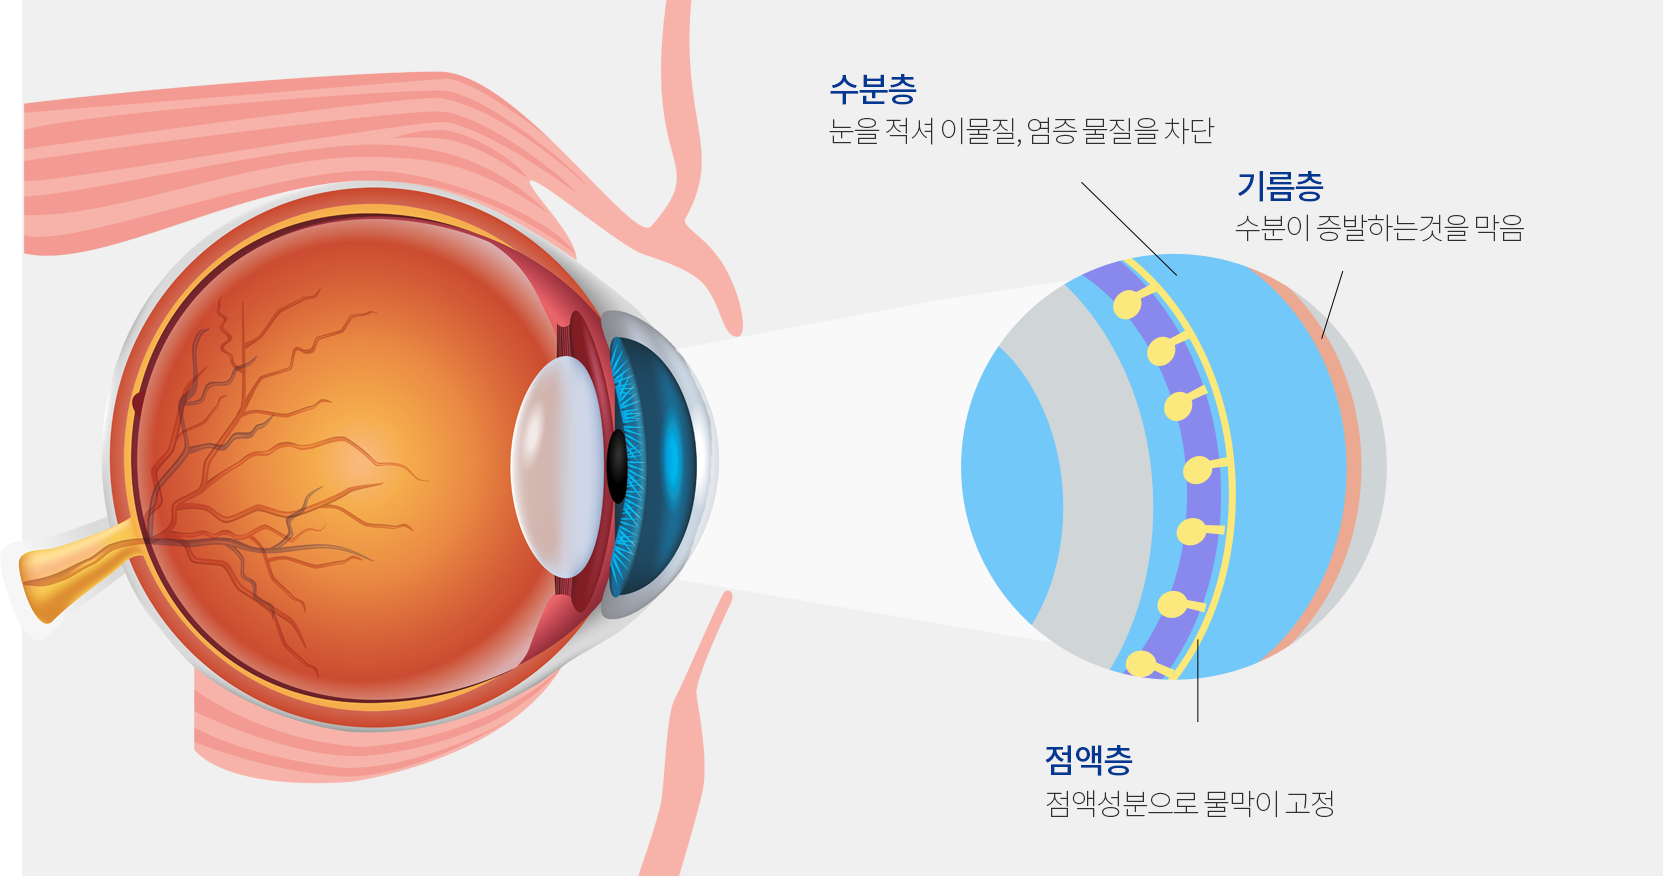 수분층
눈을 적셔 이물질, 염증 물질을 차단
기름층
수분이 증발하는것을 막음
점액층
점액성분으로 물막이 고정